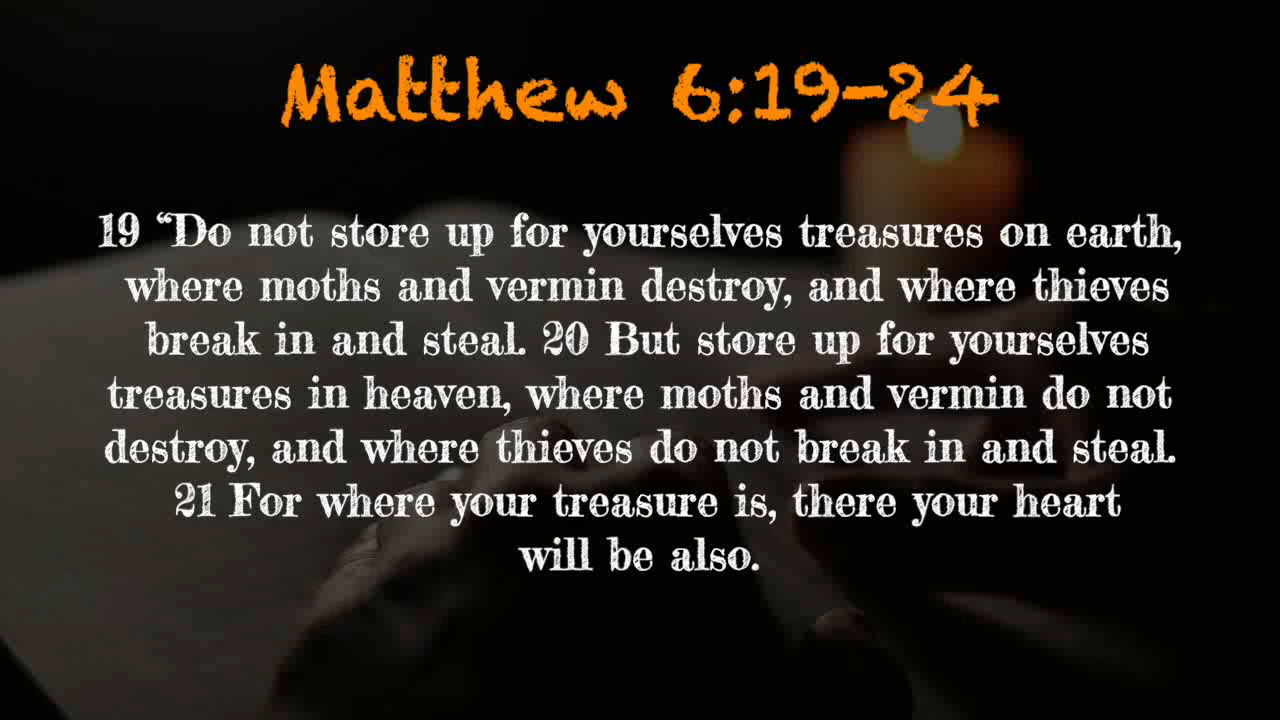 Matthew 6:19-24
19 “Do not store up for yourselves treasures on earth,
where moths and vermin destroy, and where thieves
break in and steal. 20 But store up for yourselves
treasures in heaven, where moths and vermin do not
destroy, and where thieves do not break in and steal.
21 For where your treasure is, there your heart
will be also.